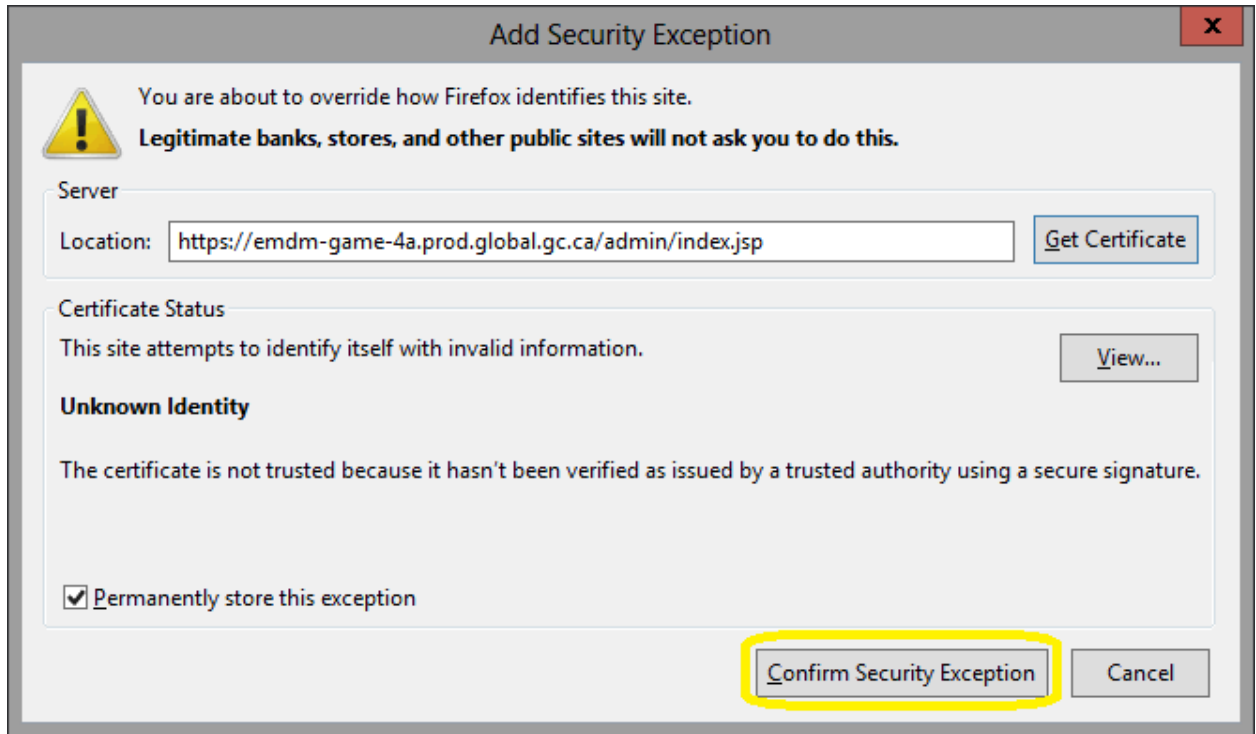 Add Security Exception
x
You are about to override how Firefox identifies this site.
Legitimate banks, stores, and other public sites will not ask you to do this.
Server
Location: https://emdm-game-4a.prod.global.gc.ca/admin/index.jsp Get Certificate
Certificate Status
This site attempts to identify itself with invalid information.
View...
Unknown Identity
The certificate is not trusted because it hasn't been verified as issued by a trusted authority using a secure signature.
Permanently store this exception
Confirm Security Exception Cancel